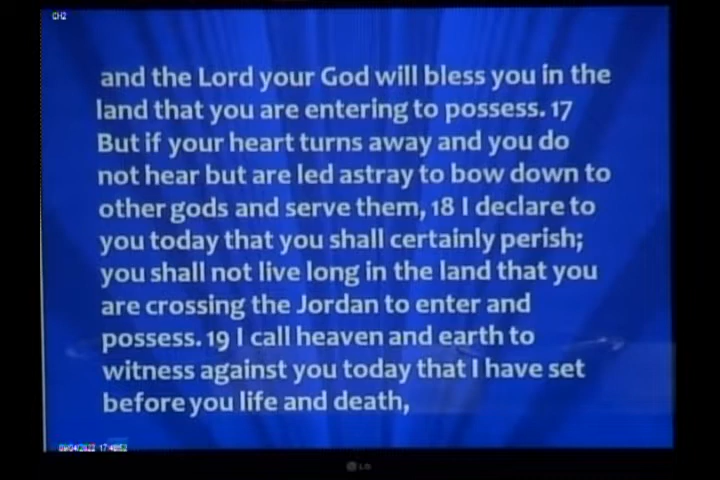 CH2
and the Lord your God will bless you in the
land that you are entering to possess. 17
But if your heart turns away and you do
not hear but are led astray to bow down to
other gods and serve them, 18 I declare to
you today that you shall certainly perish;
you shall not live long in the land that you
are crossing the Jordan to enter and
possess. 19 I call heaven and earth to
witness against you today that I have set
before you life and death,
LG